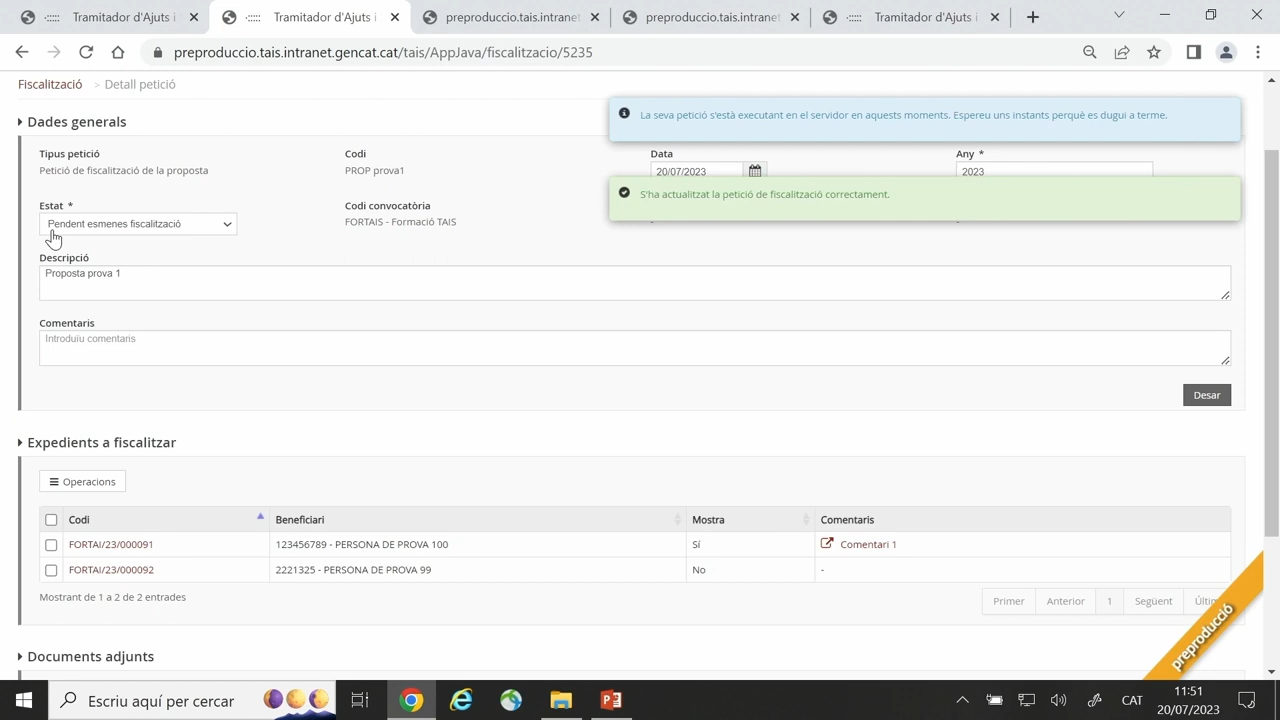 Tramitador d'Ajuts i
Tramitador d'Ajuts i
preproduccio.tais.intranet
preproduccio.tais.intranet.
Tramitador d'Ajuts i
preproduccio.tais.intranet.gencat.cat/tais/AppJava/fiscalitzacio/5235
Fiscalització > Detall petició
La seva petició s'està executant en el servidor en aquests moments. Espereu uns instants perquè es dugui a terme.
Dades generals
Tipus petició
Codi
Data
Any *
Petició de fiscalització de la proposta
PROP prova1
20/07/2023
2023
S'ha actualitzat la petició de fiscalització correctament.
Estat *
Codi convocatòria
Pendent esmenes fiscalització
FORTAIS - Formació TAIS
Descripció
Proposta prova 1
Comentaris
Introduïu comentaris
Desar
Expedients a fiscalitzar
Operacions
Codi Beneficiari Mostra Comentaris
FORTAI/23/000091 123456789 - PERSONA DE PROVA 100 Sí Comentari 1
FORTAI/23/000092 2221325 - PERSONA DE PROVA 99 No -
Mostrant de 1 a 2 de 2 entrades
Primer Anterior 1 Següent
preproducció
Documents adjunts
Escriu aquí per cercar
CAT
11:51
20/07/2023